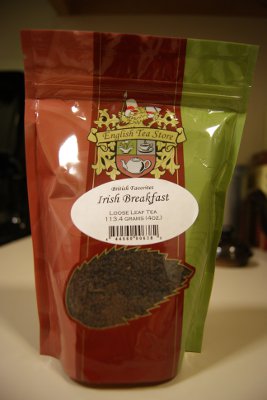 English Tea Store
British Favorites
Irish Breakfast
Loose Leaf Tea
113.4 grams (4oz.)